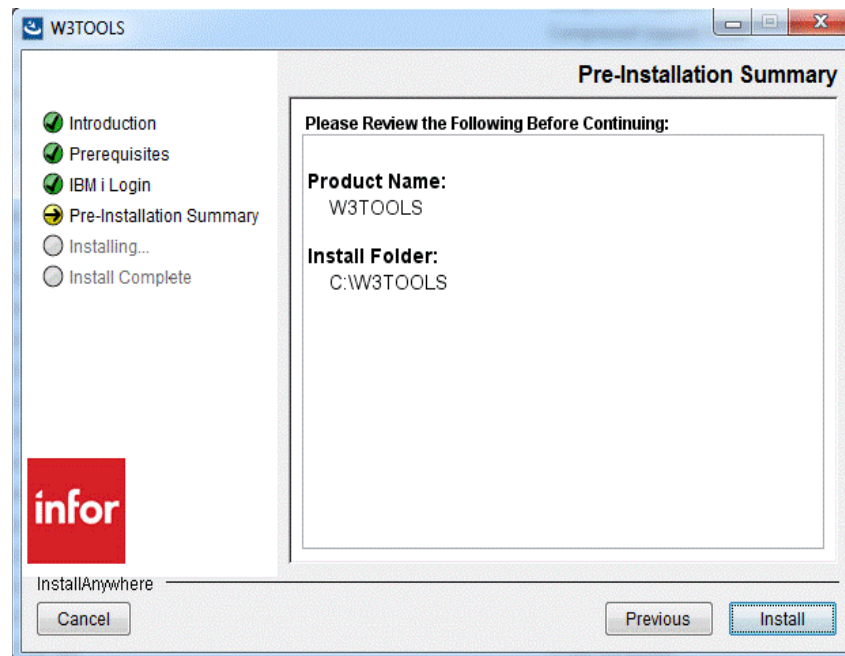 W3TOOLS
Pre-Installation Summary
Introduction
Prerequisites
IBM i Login
Pre-Installation Summary
Installing...
Install Complete
Please Review the Following Before Continuing:
Product Name:
W3TOOLS
Install Folder:
C:\W3TOOLS
infor
InstallAnywhere
Cancel
Previous
Install